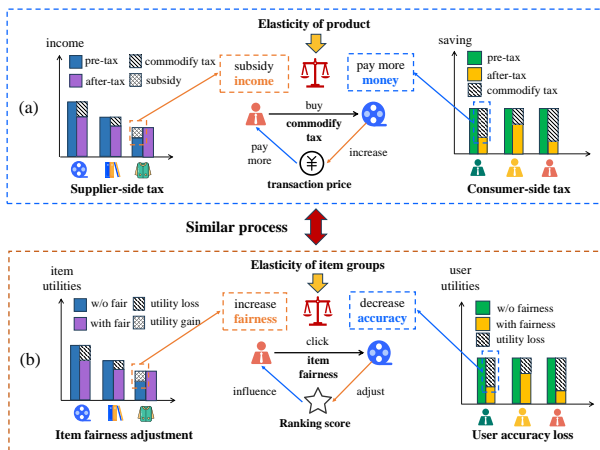 Elasticity of product
income
pre-tax
commodify tax
after-tax
subsidy
subsidy
income
pay more
money
saving
pre-tax
after-tax
commodify tax
(a)
buy
commodify
tax
pay
more
increase
¥
transaction price
Supplier-side tax
Consumer-side tax
Similar process
Elasticity of item groups
item
utilities
w/o fair
utility loss
with fair
utility gain
increase
fairness
decrease
accuracy
user
utilities
w/o fairness
with fairness
utility loss
(b)
click
item
fairness
influence
adjust
Ranking score
Item fairness adjustment
User accuracy loss